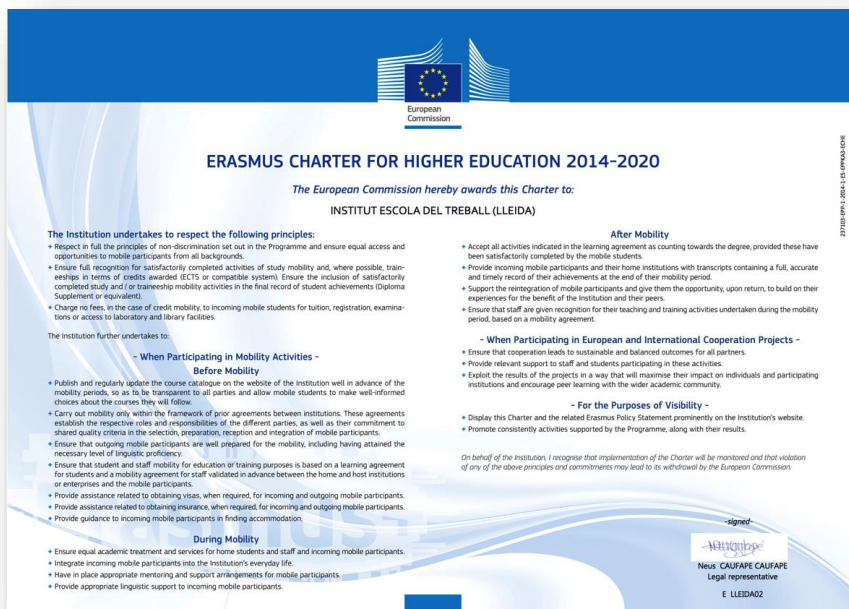 European
Commission
ERASMUS CHARTER FOR HIGHER EDUCATION 2014-2020
The European Commission hereby awards this Charter to:
INSTITUT ESCOLA DEL TREBALL (LLEIDA)
The Institution undertakes to respect the following principles:
+ Respect in full the principles of non-discrimination set out in the Programme and ensure equal access and
opportunities to mobile participants from all backgrounds.
+ Ensure full recognition for satisfactorily completed activities of study mobility and, where possible, train-
eeships in terms of credits awarded (ECTS or compatible system). Ensure the inclusion of satisfactorily
completed study and / or traineeship mobility activities in the final record of student achievements (Diploma
Supplement or equivalent).
+ Charge no fees, in the case of credit mobility, to incoming mobile students for tuition, registration, examina-
tions or access to laboratory and library facilities.
The Institution further undertakes to:
- When Participating in Mobility Activities -
Before Mobility
+ Publish and regularly update the course catalogue on the website of the Institution well in advance of the
mobility periods, so as to be transparent to all parties and allow mobile students to make well-informed
choices about the courses they will follow.
+ Carry out mobility only within the framework of prior agreements between institutions. These agreements
establish the respective roles and responsibilities of the different parties, as well as their commitment to
shared quality criteria in the selection, preparation, reception and integration of mobile participants.
+ Ensure that outgoing mobile participants are well prepared for the mobility, including having attained the
necessary level of linguistic proficiency.
+ Ensure that student and staff mobility for education or training purposes is based on a learning agreement
for students and a mobility agreement for staff validated in advance between the home and host institutions
or enterprises and the mobile participants.
+ Provide assistance related to obtaining visas, when required, for incoming and outgoing mobile participants.
+ Provide assistance related to obtaining insurance, when required, for incoming and outgoing mobile participants.
+ Provide guidance to incoming mobile participants in finding accommodation.
During Mobility
+ Ensure equal academic treatment and services for home students and staff and incoming mobile participants.
+ Integrate incoming mobile participants into the Institution's everyday life.
+ Have in place appropriate mentoring and support arrangements for mobile participants.
+ Provide appropriate linguistic support to incoming mobile participants.
After Mobility
+ Accept all activities indicated in the learning agreement as counting towards the degree, provided these have
been satisfactorily completed by the mobile students.
+ Provide incoming mobile participants and their home institutions with transcripts containing a full, accurate
and timely record of their achievements at the end of their mobility period.
+ Support the reintegration of mobile participants and give them the opportunity, upon return, to build on their
experiences for the benefit of the Institution and their peers.
+ Ensure that staff are given recognition for their teaching and training activities undertaken during the mobility
period, based on a mobility agreement.
- When Participating in European and International Cooperation Projects -
+ Ensure that cooperation leads to sustainable and balanced outcomes for all partners.
+ Provide relevant support to staff and students participating in these activities.
+ Exploit the results of the projects in a way that will maximise their impact on individuals and participating
institutions and encourage peer learning with the wider academic community.
- For the Purposes of Visibility -
+ Display this Charter and the related Erasmus Policy Statement prominently on the Institution's website.
+ Promote consistently activities supported by the Programme, along with their results.
On behalf of the Institution, I recognise that implementation of the Charter will be monitored and that violation
of any of the above principles and commitments may lead to its withdrawal by the European Commission.
-signed-
Neus CAUFAPE CAUFAPE
Legal representative
E LLEIDA02
237103-EPP-1-2014-1-ES-EPPKA3-ECHE
Erasmus+